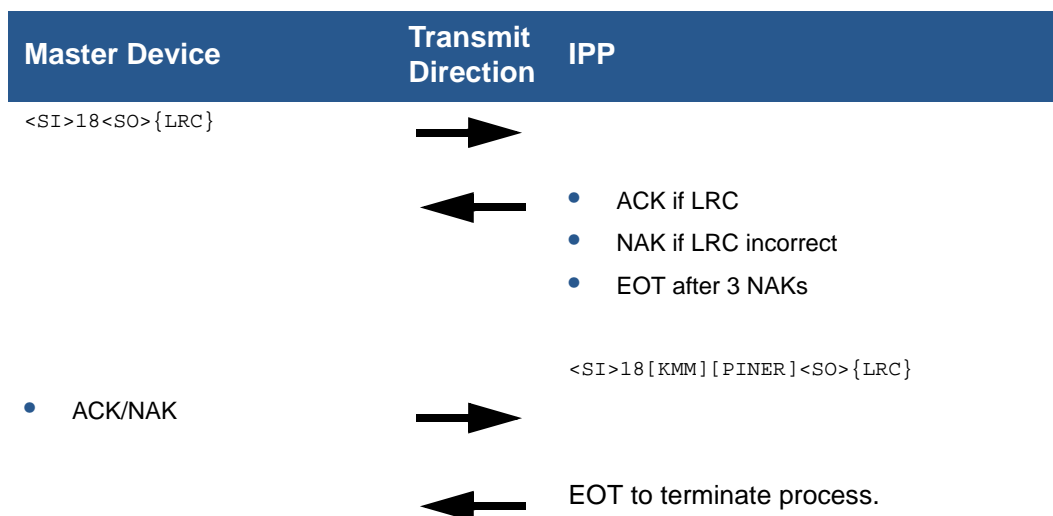 Master Device
Transmit
Direction
IPP
<SI>18<SO>{LRC}
• ACK if LRC
• NAK if LRC incorrect
• EOT after 3 NAKs
<SI>18[KMM][PINER]<SO>{LRC}
• ACK/NAK
EOT to terminate process.